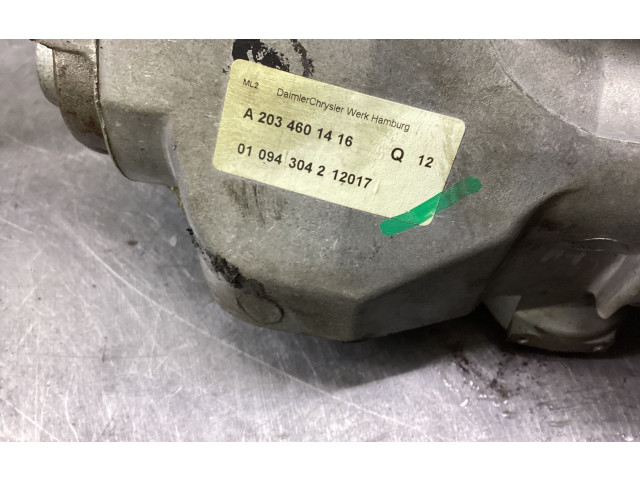 ML2 DaimlerChrysler Werk Hamburg
A 203 460 14 16 Q 12
01 094 304 2 12017